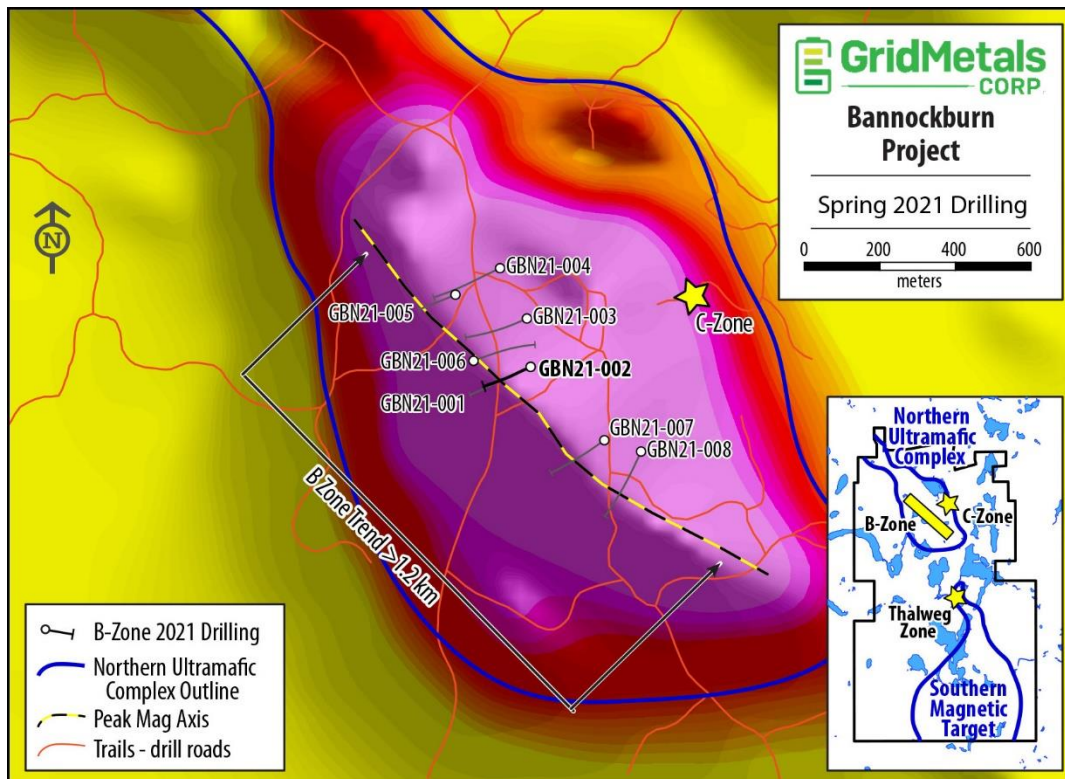 GridMetals
CORP.
Bannockburn
Project
Spring 2021 Drilling
0 200 400 600
meters
N
GBN21-004
GBN21-005
GBN21-003
C-Zone
GBN21-006
GBN21-002
GBN21-001
GBN21-007
GBN21-008
B Zone Trend >1.2km
B-Zone 2021 Drilling
Northern Ultramafic
Complex Outline
Peak Mag Axis
Trails - drill roads
Northern
Ultramafic
Complex
B-Zone
C-Zone
Thalweg
Zone
Southern
Magnetic
Target